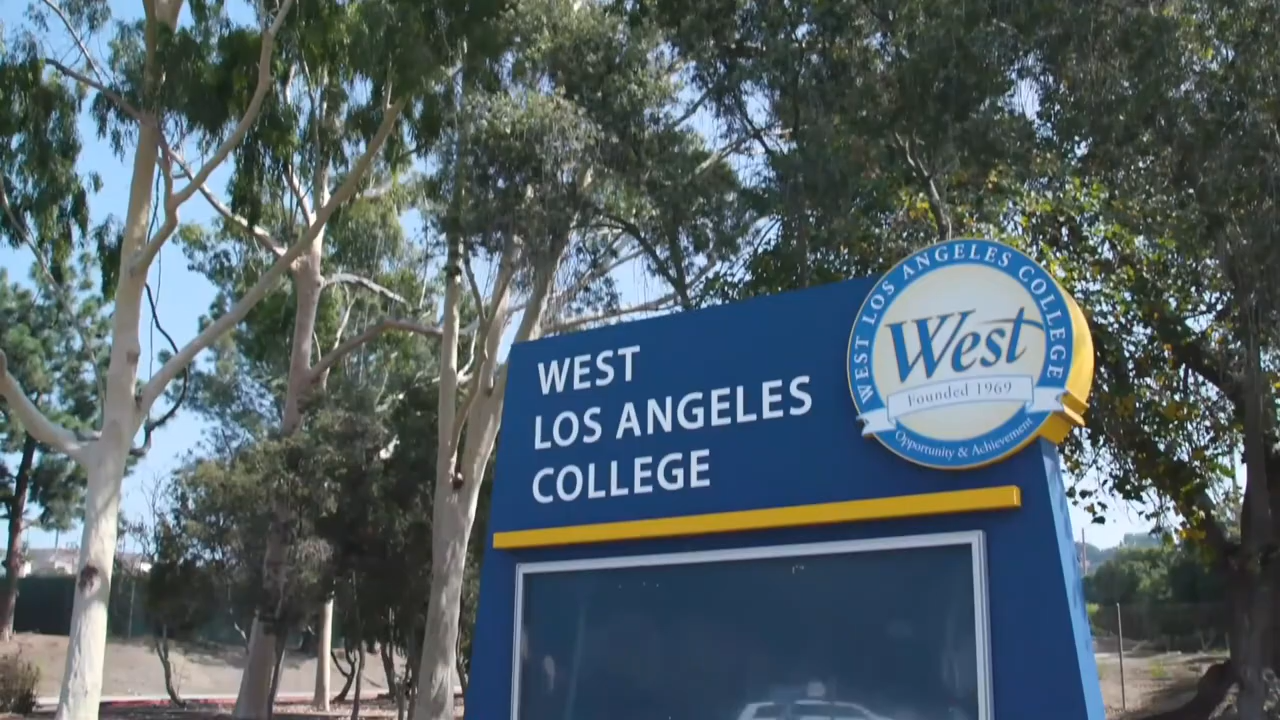 WEST
LOS ANGELES
COLLEGE
WEST LOS ANGELES COLLEGE
West
Founded 1969
Opportunity & Achievement